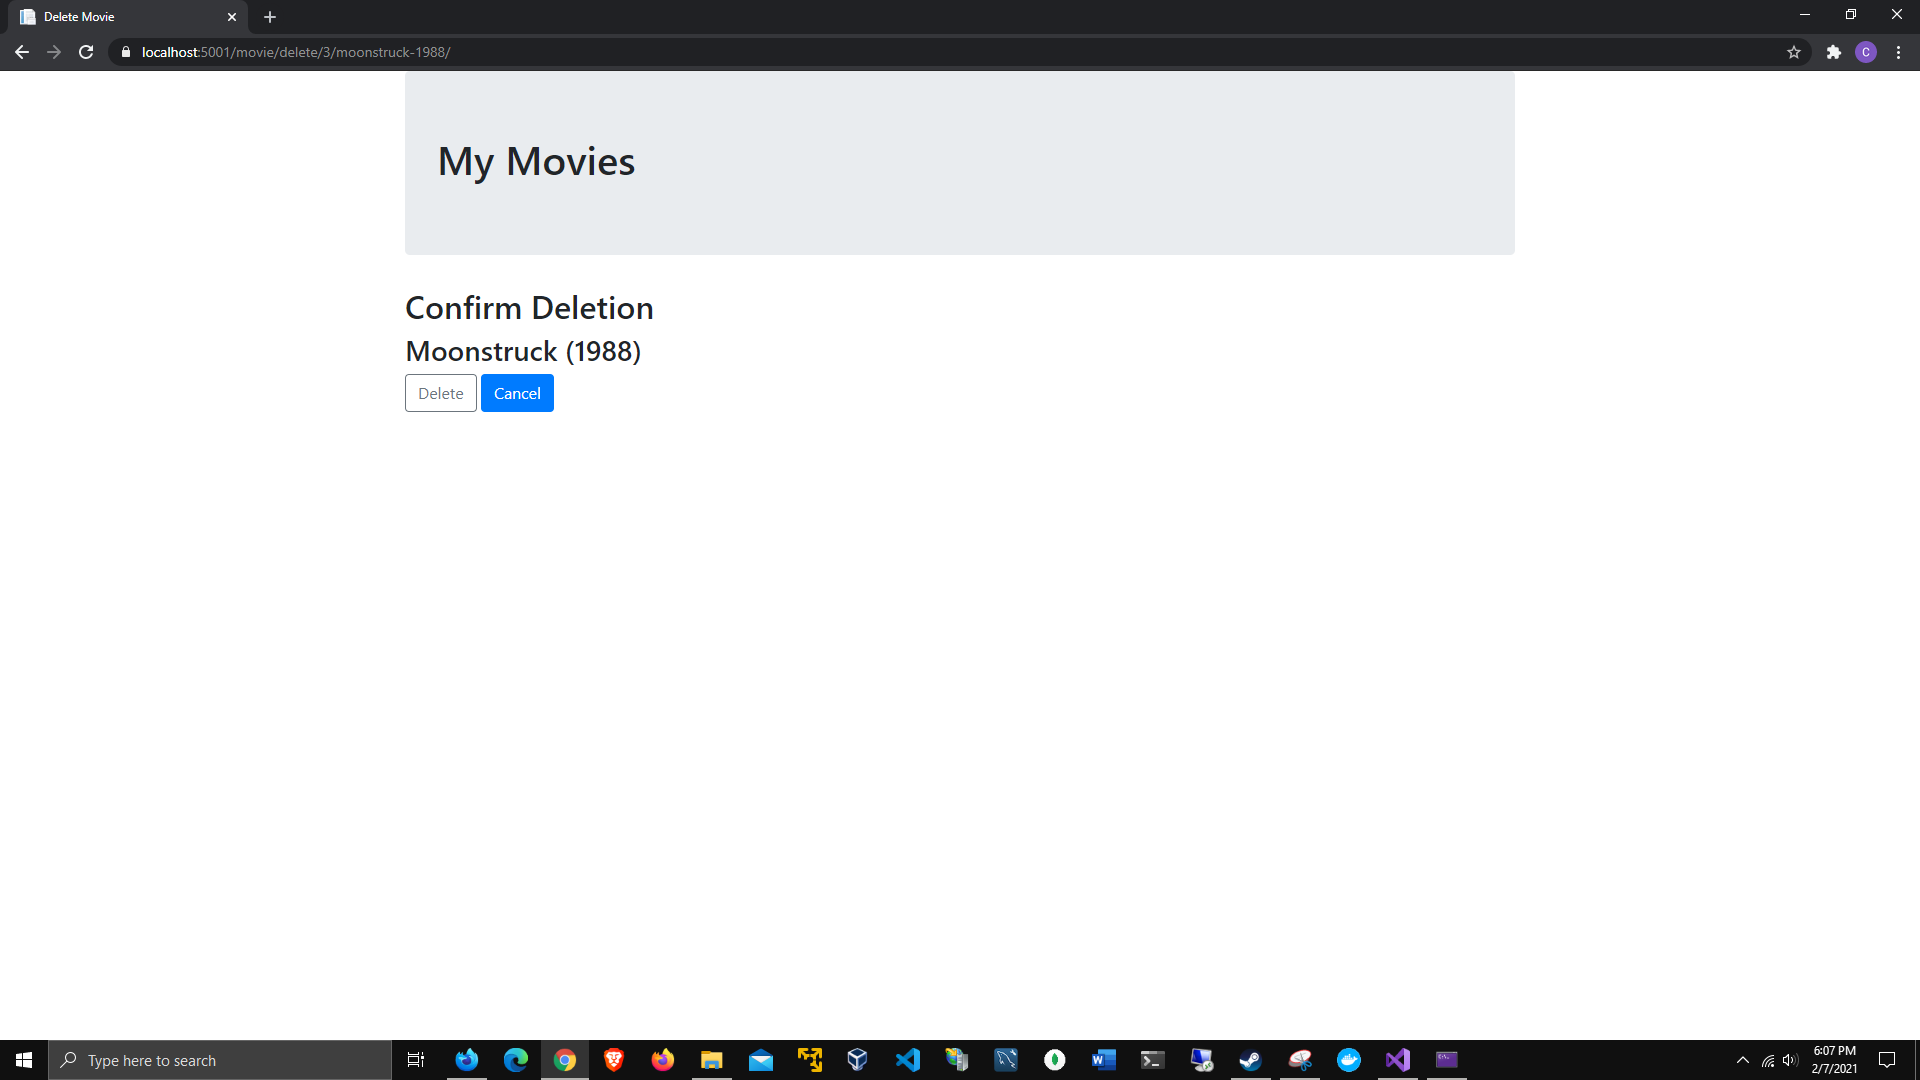 Delete Movie
localhost:5001/movie/delete/3/moonstruck-1988/
C
My Movies
Confirm Deletion
Moonstruck (1988)
Delete Cancel
Type here to search
6:07 PM
2/7/2021